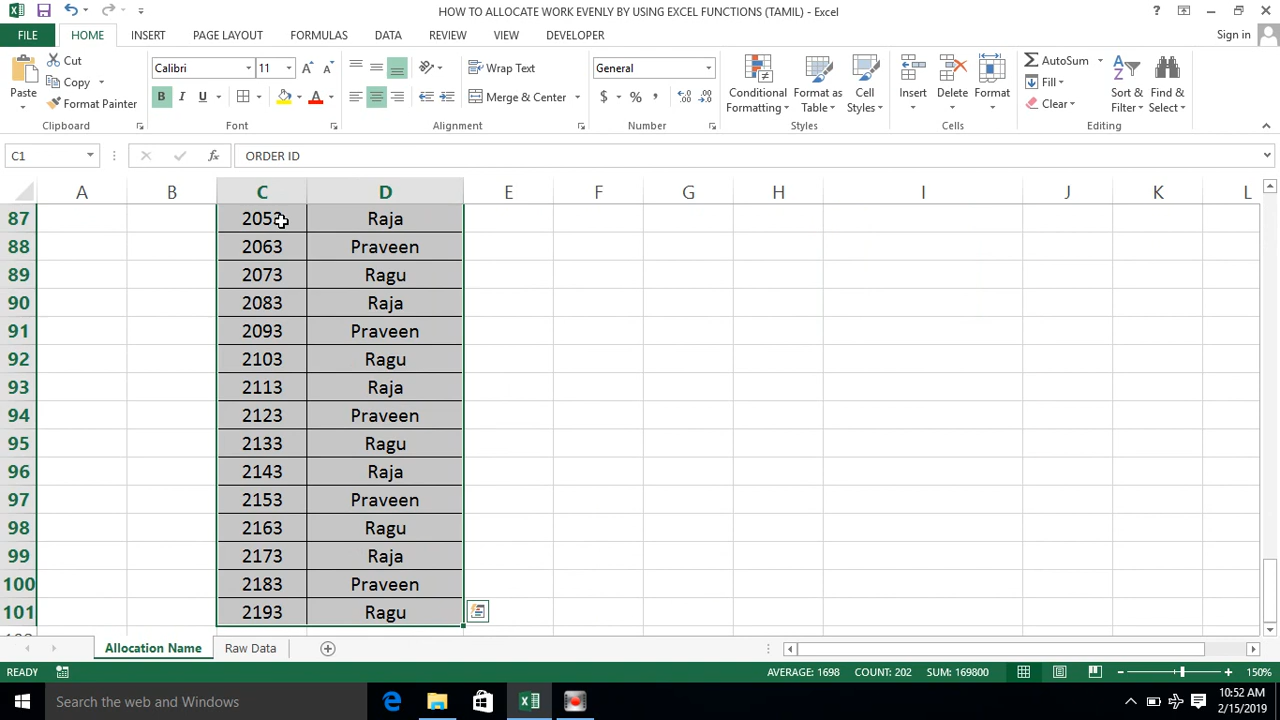 HOW TO ALLOCATE WORK EVENLY BY USING EXCEL FUNCTIONS (TAMIL) - Excel
FILE HOME INSERT PAGE LAYOUT FORMULAS DATA REVIEW VIEW DEVELOPER Sign in
Paste Cut Copy Format Painter Clipboard
Calibri 11 B I U A Font
Wrap Text Merge & Center Alignment
General $ % , Number
Conditional Formatting Format as Table Cell Styles Styles
Insert Delete Format Cells
AutoSum Fill Clear Sort & Filter Find & Select Editing
C1 fx ORDER ID
A B C D E F G H I J K L
87 Raja
88 2063 Praveen
89 2073 Ragu
90 2083 Raja
91 2093 Praveen
92 2103 Ragu
93 2113 Raja
94 2123 Praveen
95 2133 Ragu
96 2143 Raja
97 2153 Praveen
98 2163 Ragu
99 2173 Raja
100 2183 Praveen
101 2193 Ragu
Allocation Name Raw Data
READY AVERAGE: 1698 COUNT: 202 SUM: 169800 150%
Search the web and Windows 10:52 AM
2/15/2019